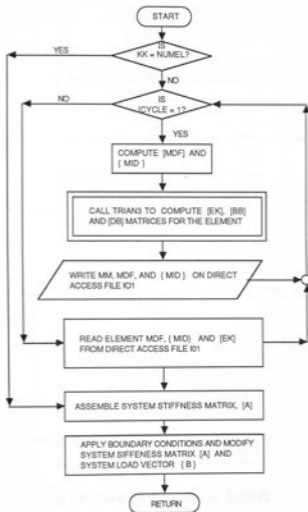 START
IS
KK = NUMEL?
YES
NO
IS
ICYCLE = 1?
NO
YES
COMPUTE [MDF] AND
{ MID }
CALL TRIAN3 TO COMPUTE [EK], [BB]
AND [DB] MATRICES FOR THE ELEMENT
WRITE MM, MDF, AND { MID } ON DIRECT
ACCESS FILE I01
READ ELEMENT MDF, { MID} AND [EK]
FROM DIRECT ACCESS FILE I01
ASSEMBLE SYSTEM STIFFNESS MATRIX, [A]
APPLY BOUNDARY CONDITIONS AND MODIFY
SYSTEM SIFFENESS MATRIX [A] AND
SYSTEM LOAD VECTOR { B }
RETURN